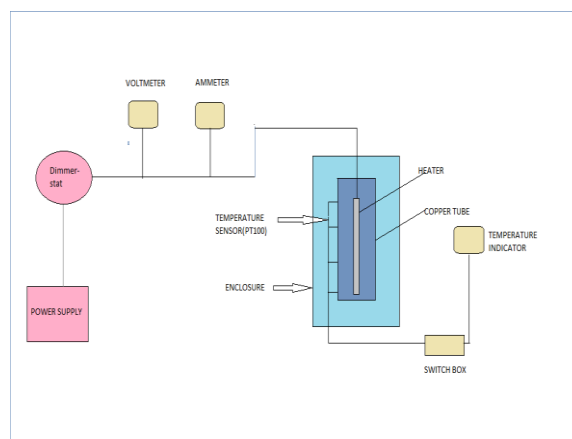 VOLTMETER
AMMETER
Dimmer-
stat
HEATER
COPPER TUBE
TEMPERATURE
SENSOR(PT100)
TEMPERATURE
INDICATOR
ENCLOSURE
POWER SUPPLY
SWITCH BOX